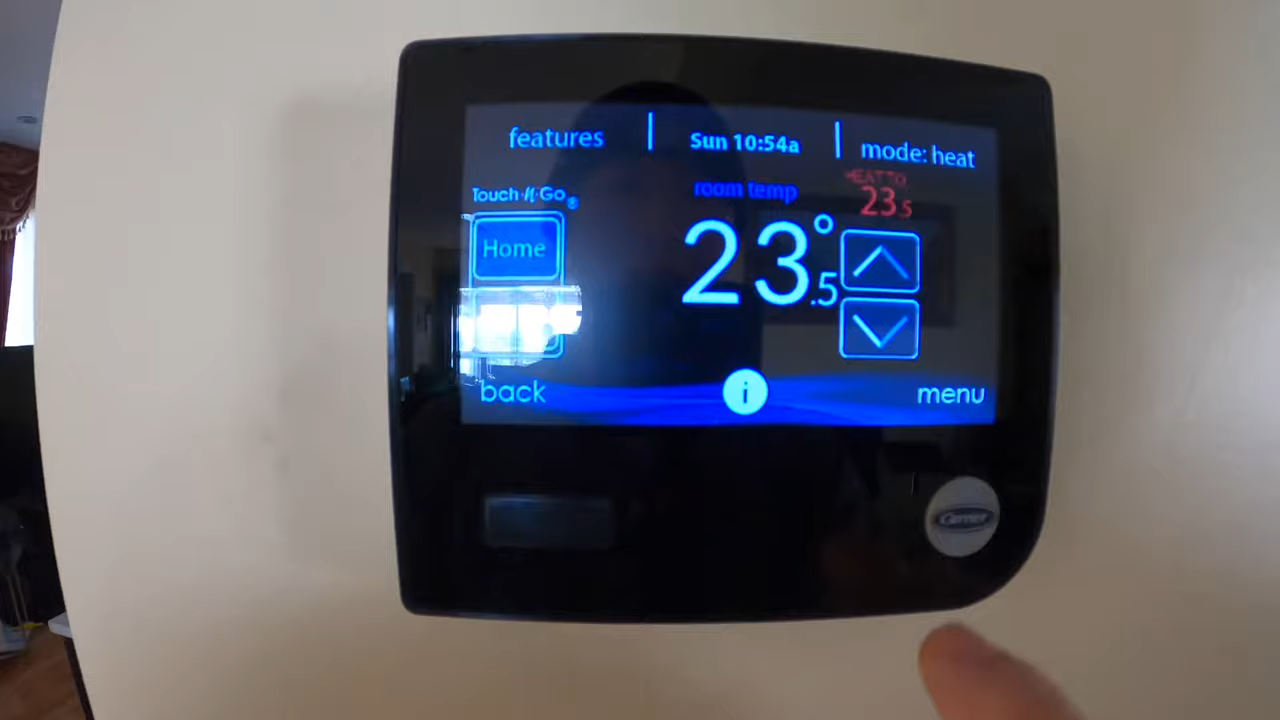 features
Sun 10:54a
mode: heat
Touch-N-Go®
room temp
HEAT TO
23.5
Home
23.5°
back
i
menu
Carrier